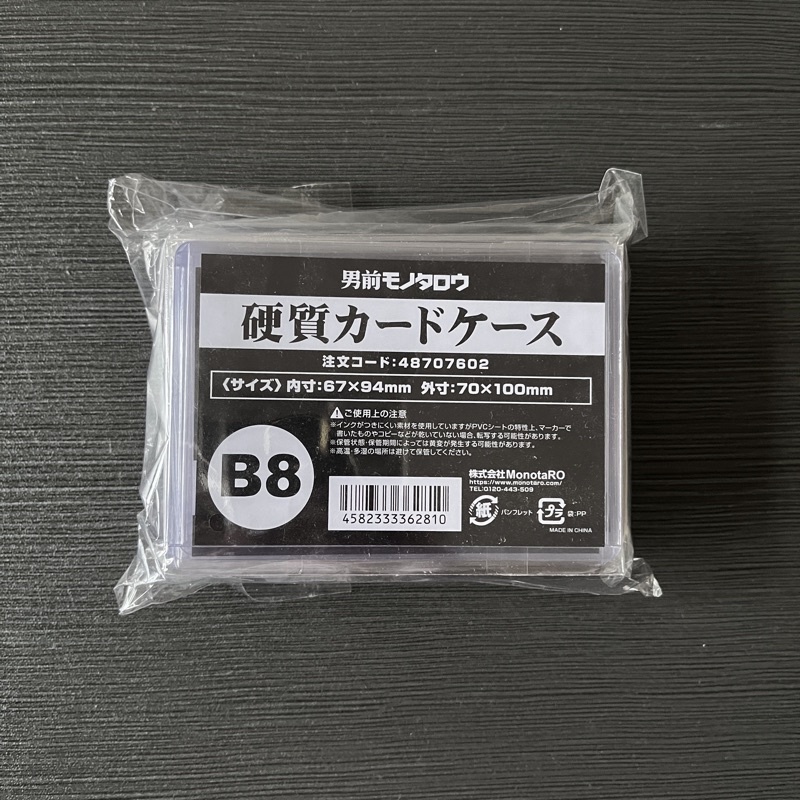 男前モノタロウ
硬質カードケース
注文コード:48707602
〈サイズ〉内寸:67×94mm 外寸:70×100mm
⚠ご使用上の注意
※インクがつきにくい素材を使用していますがPVCシートの特性上、マーカーで
書いたものやコピーなどが乾いていない場合、転写する可能性があります。
※保管状態・保管期間によっては黄変が発生する可能性があります。
※高温・多湿の場所は避けて保管してください。
B8
4582333362810
株式会社MonotaRO
https://www.monotaro.com/
TEL:0120-443-509
紙 パンフレット
プラ 袋:PP
MADE IN CHINA